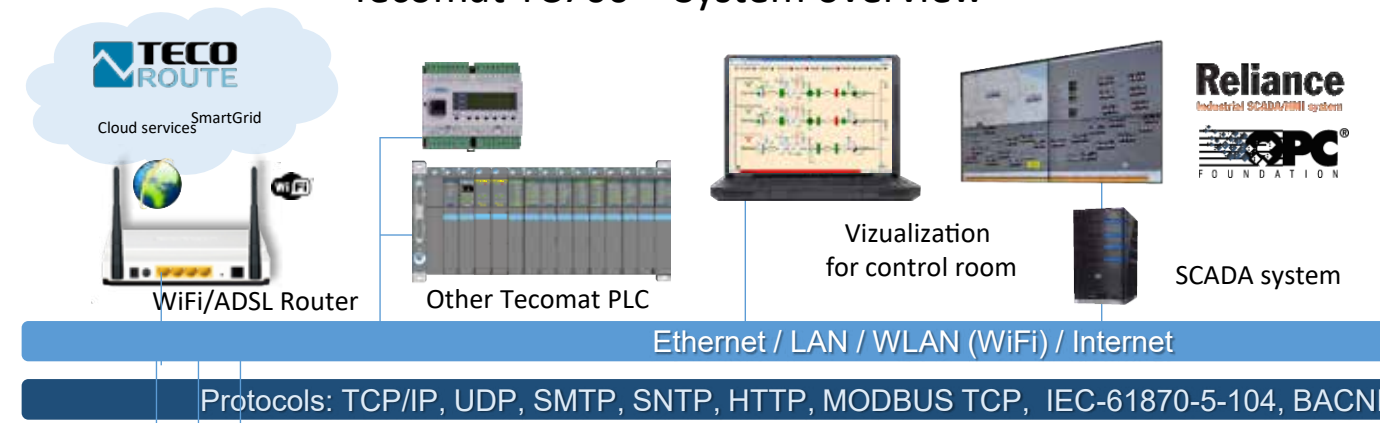 TECO
ROUTE
SmartGrid
Cloud services
WiFi
WiFi/ADSL Router
Other Tecomat PLC
Vizualization
for control room
Reliance
Industrial SCADA/HMI system
OPC®
FOUNDATION
SCADA system
Ethernet / LAN / WLAN (WiFi) / Internet
Protocols: TCP/IP, UDP, SMTP, SNTP, HTTP, MODBUS TCP, IEC-61870-5-104,